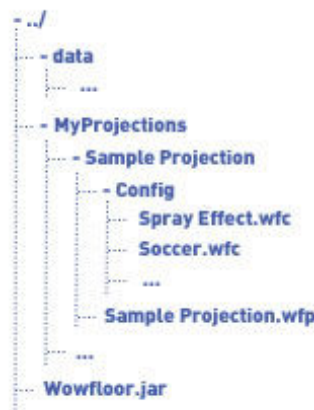 - ../
- data
...
- MyProjections
- Sample Projection
- Config
Spray Effect.wfc
Soccer.wfc
...
Sample Projection.wfp
...
Wowfloor.jar